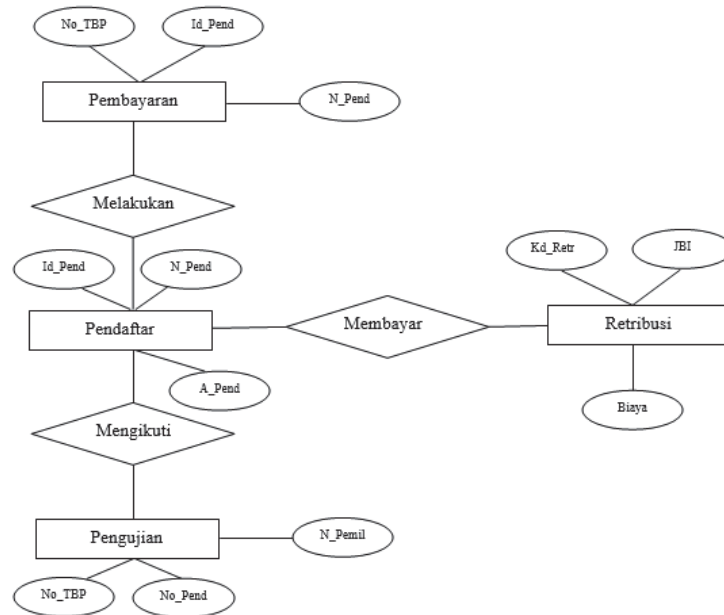 No_TBP
Id_Pend
Pembayaran
N_Pend
Melakukan
Id_Pend
N_Pend
Kd_Retr
JBI
Pendaftar
Membayar
Retribusi
A_Pend
Biaya
Mengikuti
Pengujian
N_Pemil
No_TBP
No_Pend